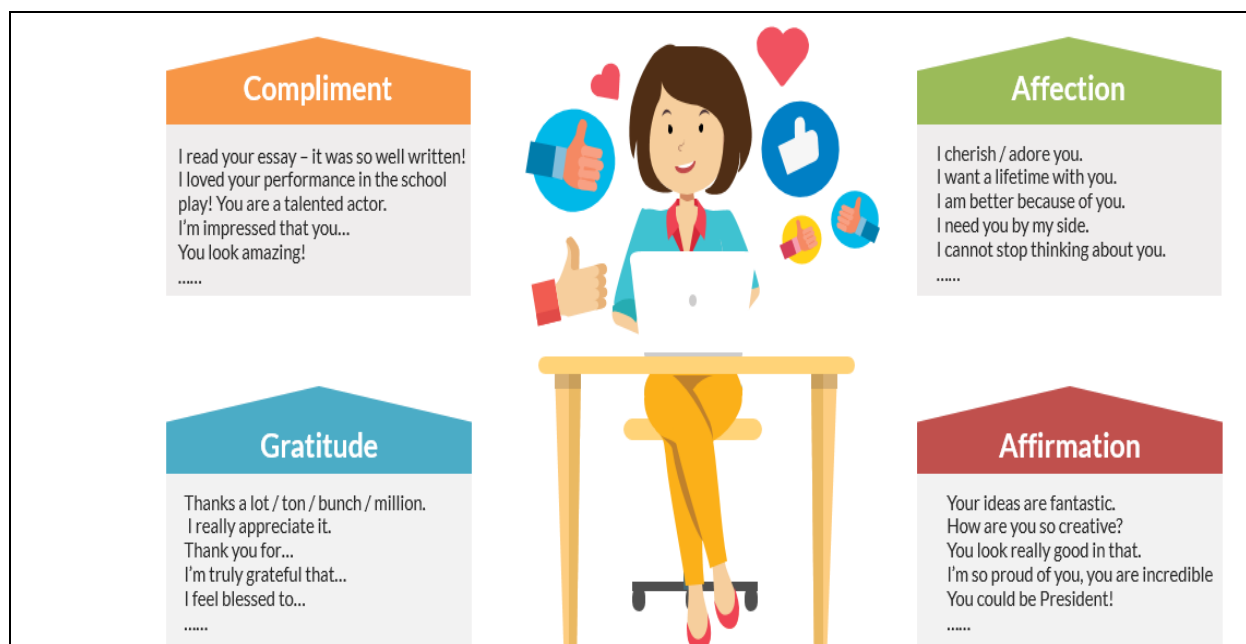 Compliment
I read your essay – it was so well written!
I loved your performance in the school
play! You are a talented actor.
I'm impressed that you...
You look amazing!
......
Affection
I cherish / adore you.
I want a lifetime with you.
I am better because of you.
I need you by my side.
I cannot stop thinking about you.
......
Gratitude
Thanks a lot / ton / bunch / million.
I really appreciate it.
Thank you for...
I'm truly grateful that...
I feel blessed to...
......
Affirmation
Your ideas are fantastic.
How are you so creative?
You look really good in that.
I'm so proud of you, you are incredible
You could be President!
......